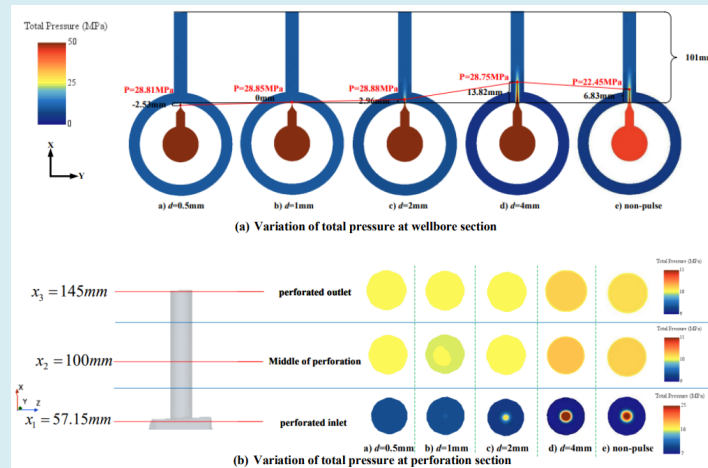 Total Pressure (MPa)
50
25
0
P=28.81MPa
-2.53mm
P=28.85MPa
0mm
P=28.88MPa
2.96mm
P=28.75MPa
13.82mm
P=22.45MPa
6.83mm
101mm
X
Y
a) d=0.5mm
b) d=1mm
c) d=2mm
d) d=4mm
e) non-pulse
(a) Variation of total pressure at wellbore section
x3 = 145mm
perforated outlet
Total Pressure (MPa)
x2 = 100mm
Middle of perforation
Total Pressure (MPa)
X
Y
Z
x1 = 57.15mm
perforated inlet
Total Pressure (MPa)
25
a) d=0.5mm
b) d=1mm
c) d=2mm
d) d=4mm
e) non-pulse
(b) Variation of total pressure at perforation section